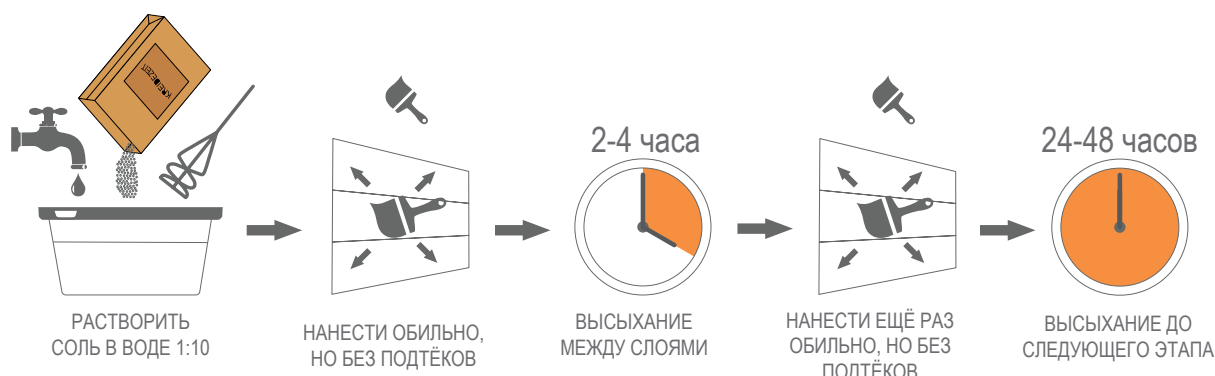 KREIDEZEIT
2-4 часа
24-48 часов
РАСТВОРИТЬ
СОЛЬ В ВОДЕ 1:10
НАНЕСТИ ОБИЛЬНО,
НО БЕЗ ПОДТЁКОВ
ВЫСЫХАНИЕ
МЕЖДУ СЛОЯМИ
НАНЕСТИ ЕЩЁ РАЗ
ОБИЛЬНО, НО БЕЗ
ПОДТЁКОВ
ВЫСЫХАНИЕ ДО
СЛЕДУЮЩЕГО ЭТАПА